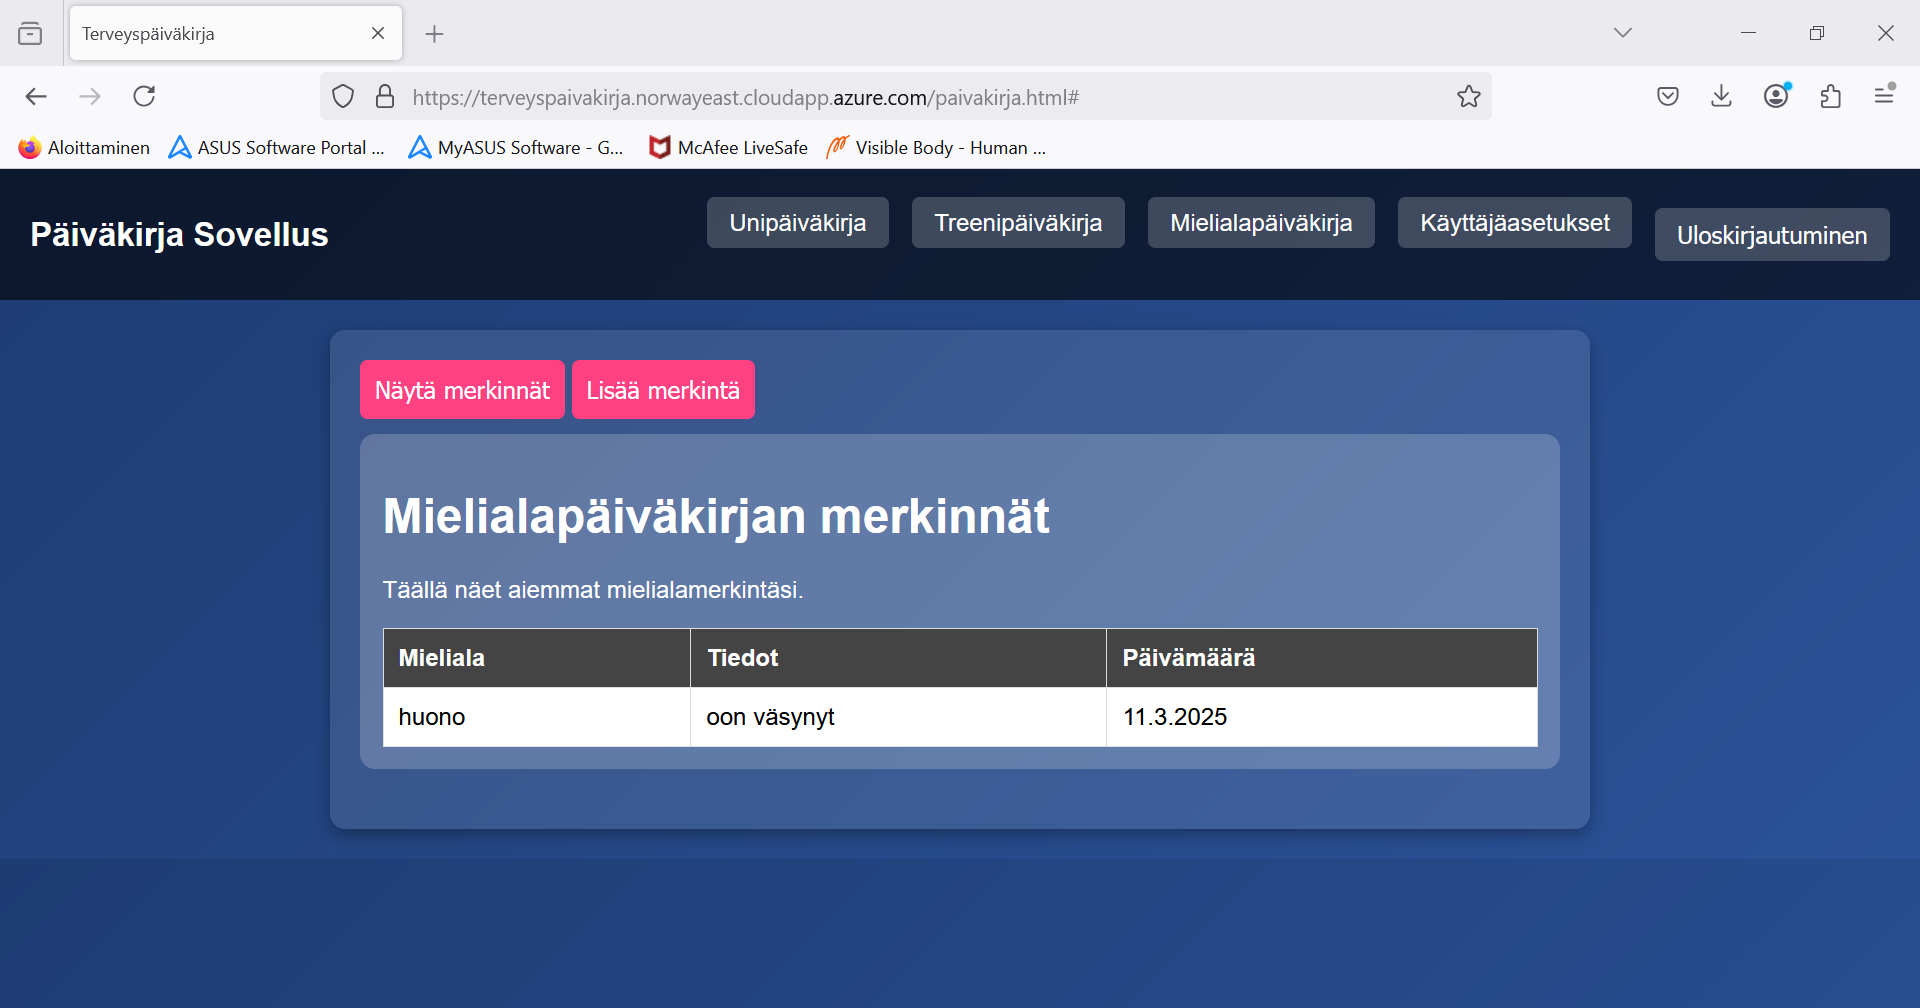 Terveyspäiväkirja
https://terveyspaivakirja.norwayeast.cloudapp.azure.com/paivakirja.html#
Aloittaminen ASUS Software Portal ... MyASUS Software - G... McAfee LiveSafe Visible Body - Human ...
Päiväkirja Sovellus Unipäiväkirja Treenipäiväkirja Mielialapäiväkirja Käyttäjäasetukset Uloskirjautuminen
Näytä merkinnät Lisää merkintä
Mielialapäiväkirjan merkinnät
Täällä näet aiemmat mielialamerkintäsi.
Mieliala Tiedot Päivämäärä
huono oon väsynyt 11.3.2025